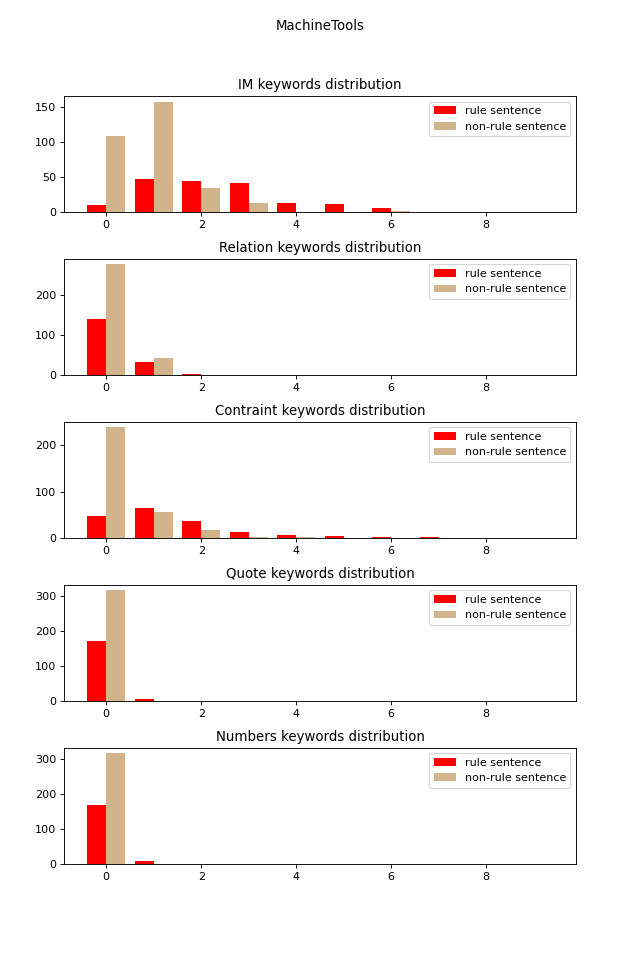 MachineTools
IM keywords distribution
150
100
50
0
rule sentence
non-rule sentence
0 2 4 6 8
Relation keywords distribution
200
100
0
rule sentence
non-rule sentence
0 2 4 6 8
Contraint keywords distribution
200
100
0
rule sentence
non-rule sentence
0 2 4 6 8
Quote keywords distribution
300
200
100
0
rule sentence
non-rule sentence
0 2 4 6 8
Numbers keywords distribution
300
200
100
0
rule sentence
non-rule sentence
0 2 4 6 8